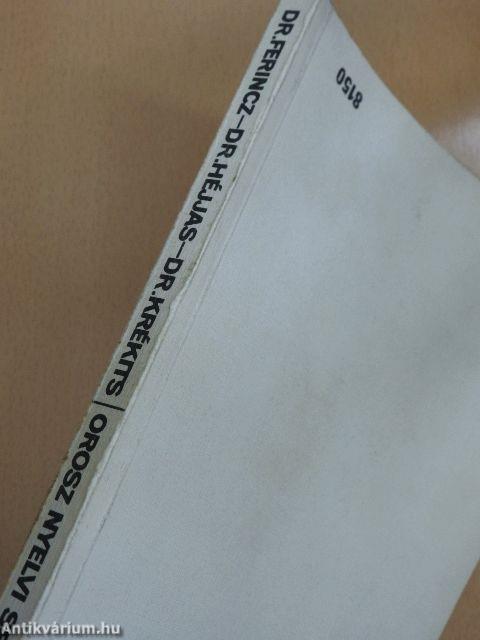 DR.FERINCZ–DR.HÉJJAS–DR.KRÉKITS | OROSZ NYELVI
8150
Antikvárium.hu